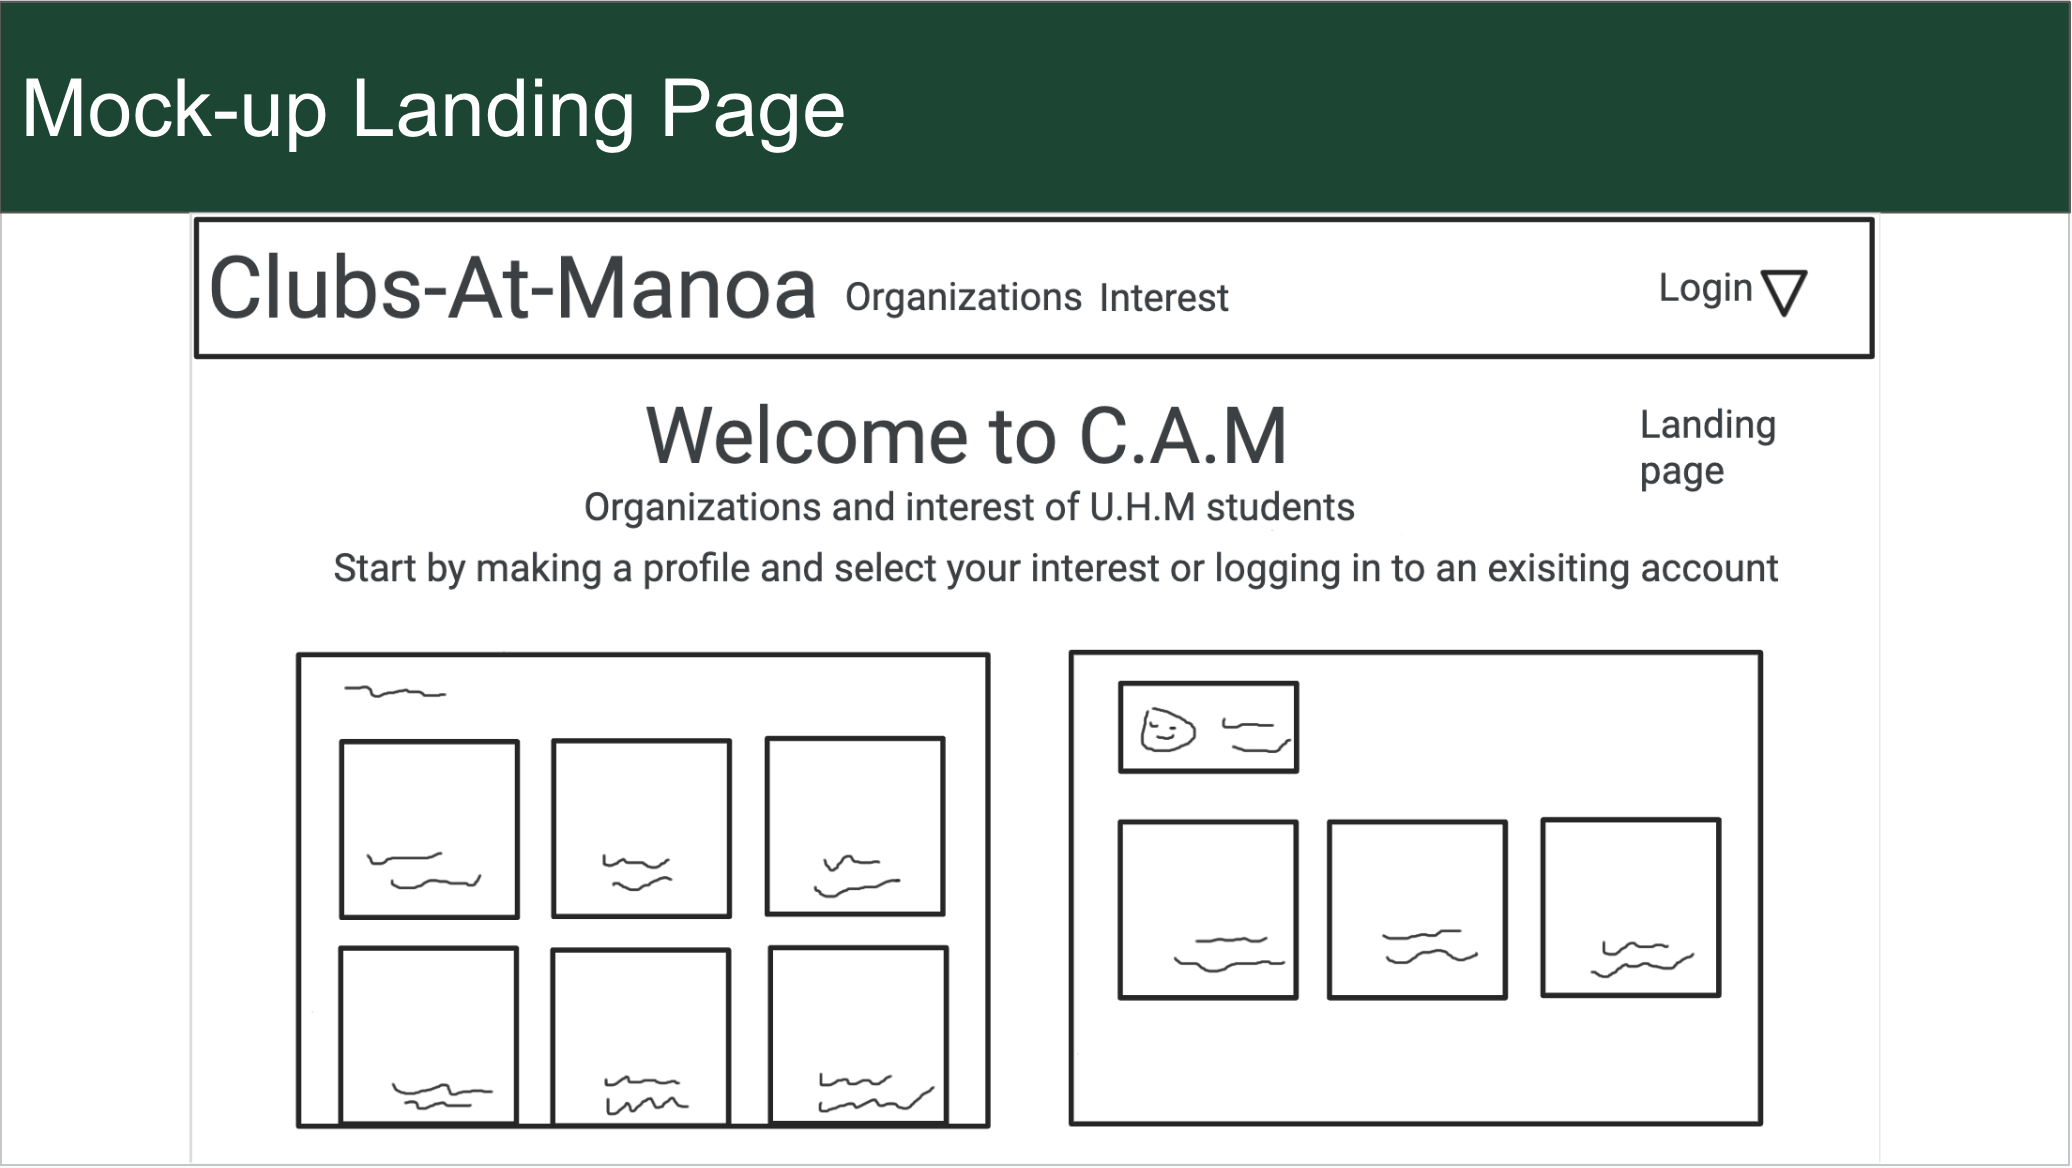 Mock-up Landing Page
Clubs-At-Manoa Organizations Interest Login
Welcome to C.A.M
Landing
page
Organizations and interest of U.H.M students
Start by making a profile and select your interest or logging in to an exisiting account